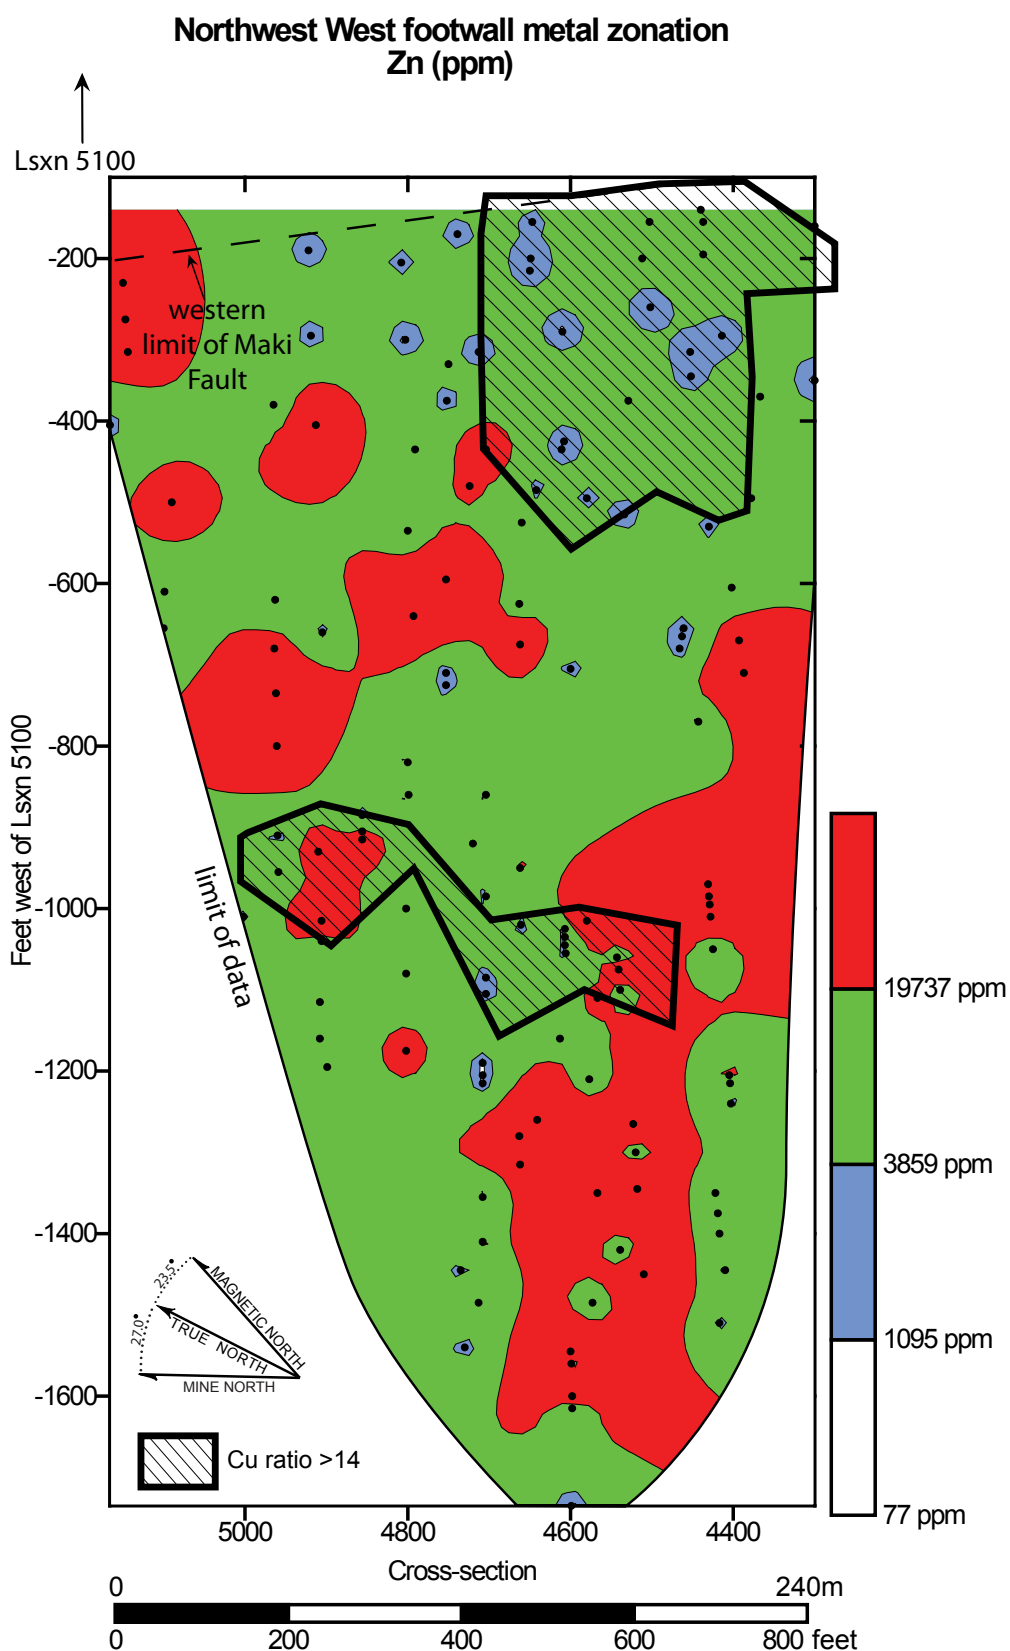 Northwest West footwall metal zonation
Zn (ppm)
Lsxn 5100
-200
-400
-600
-800
-1000
-1200
-1400
-1600
Feet west of Lsxn 5100
western
limit of Maki
Fault
limit of data
19737 ppm
3859 ppm
1095 ppm
77 ppm
23.5°
27.0°
MAGNETIC NORTH
TRUE NORTH
MINE NORTH
Cu ratio >14
5000 4800 4600 4400
Cross-section
0 240m
0 200 400 600 800 feet